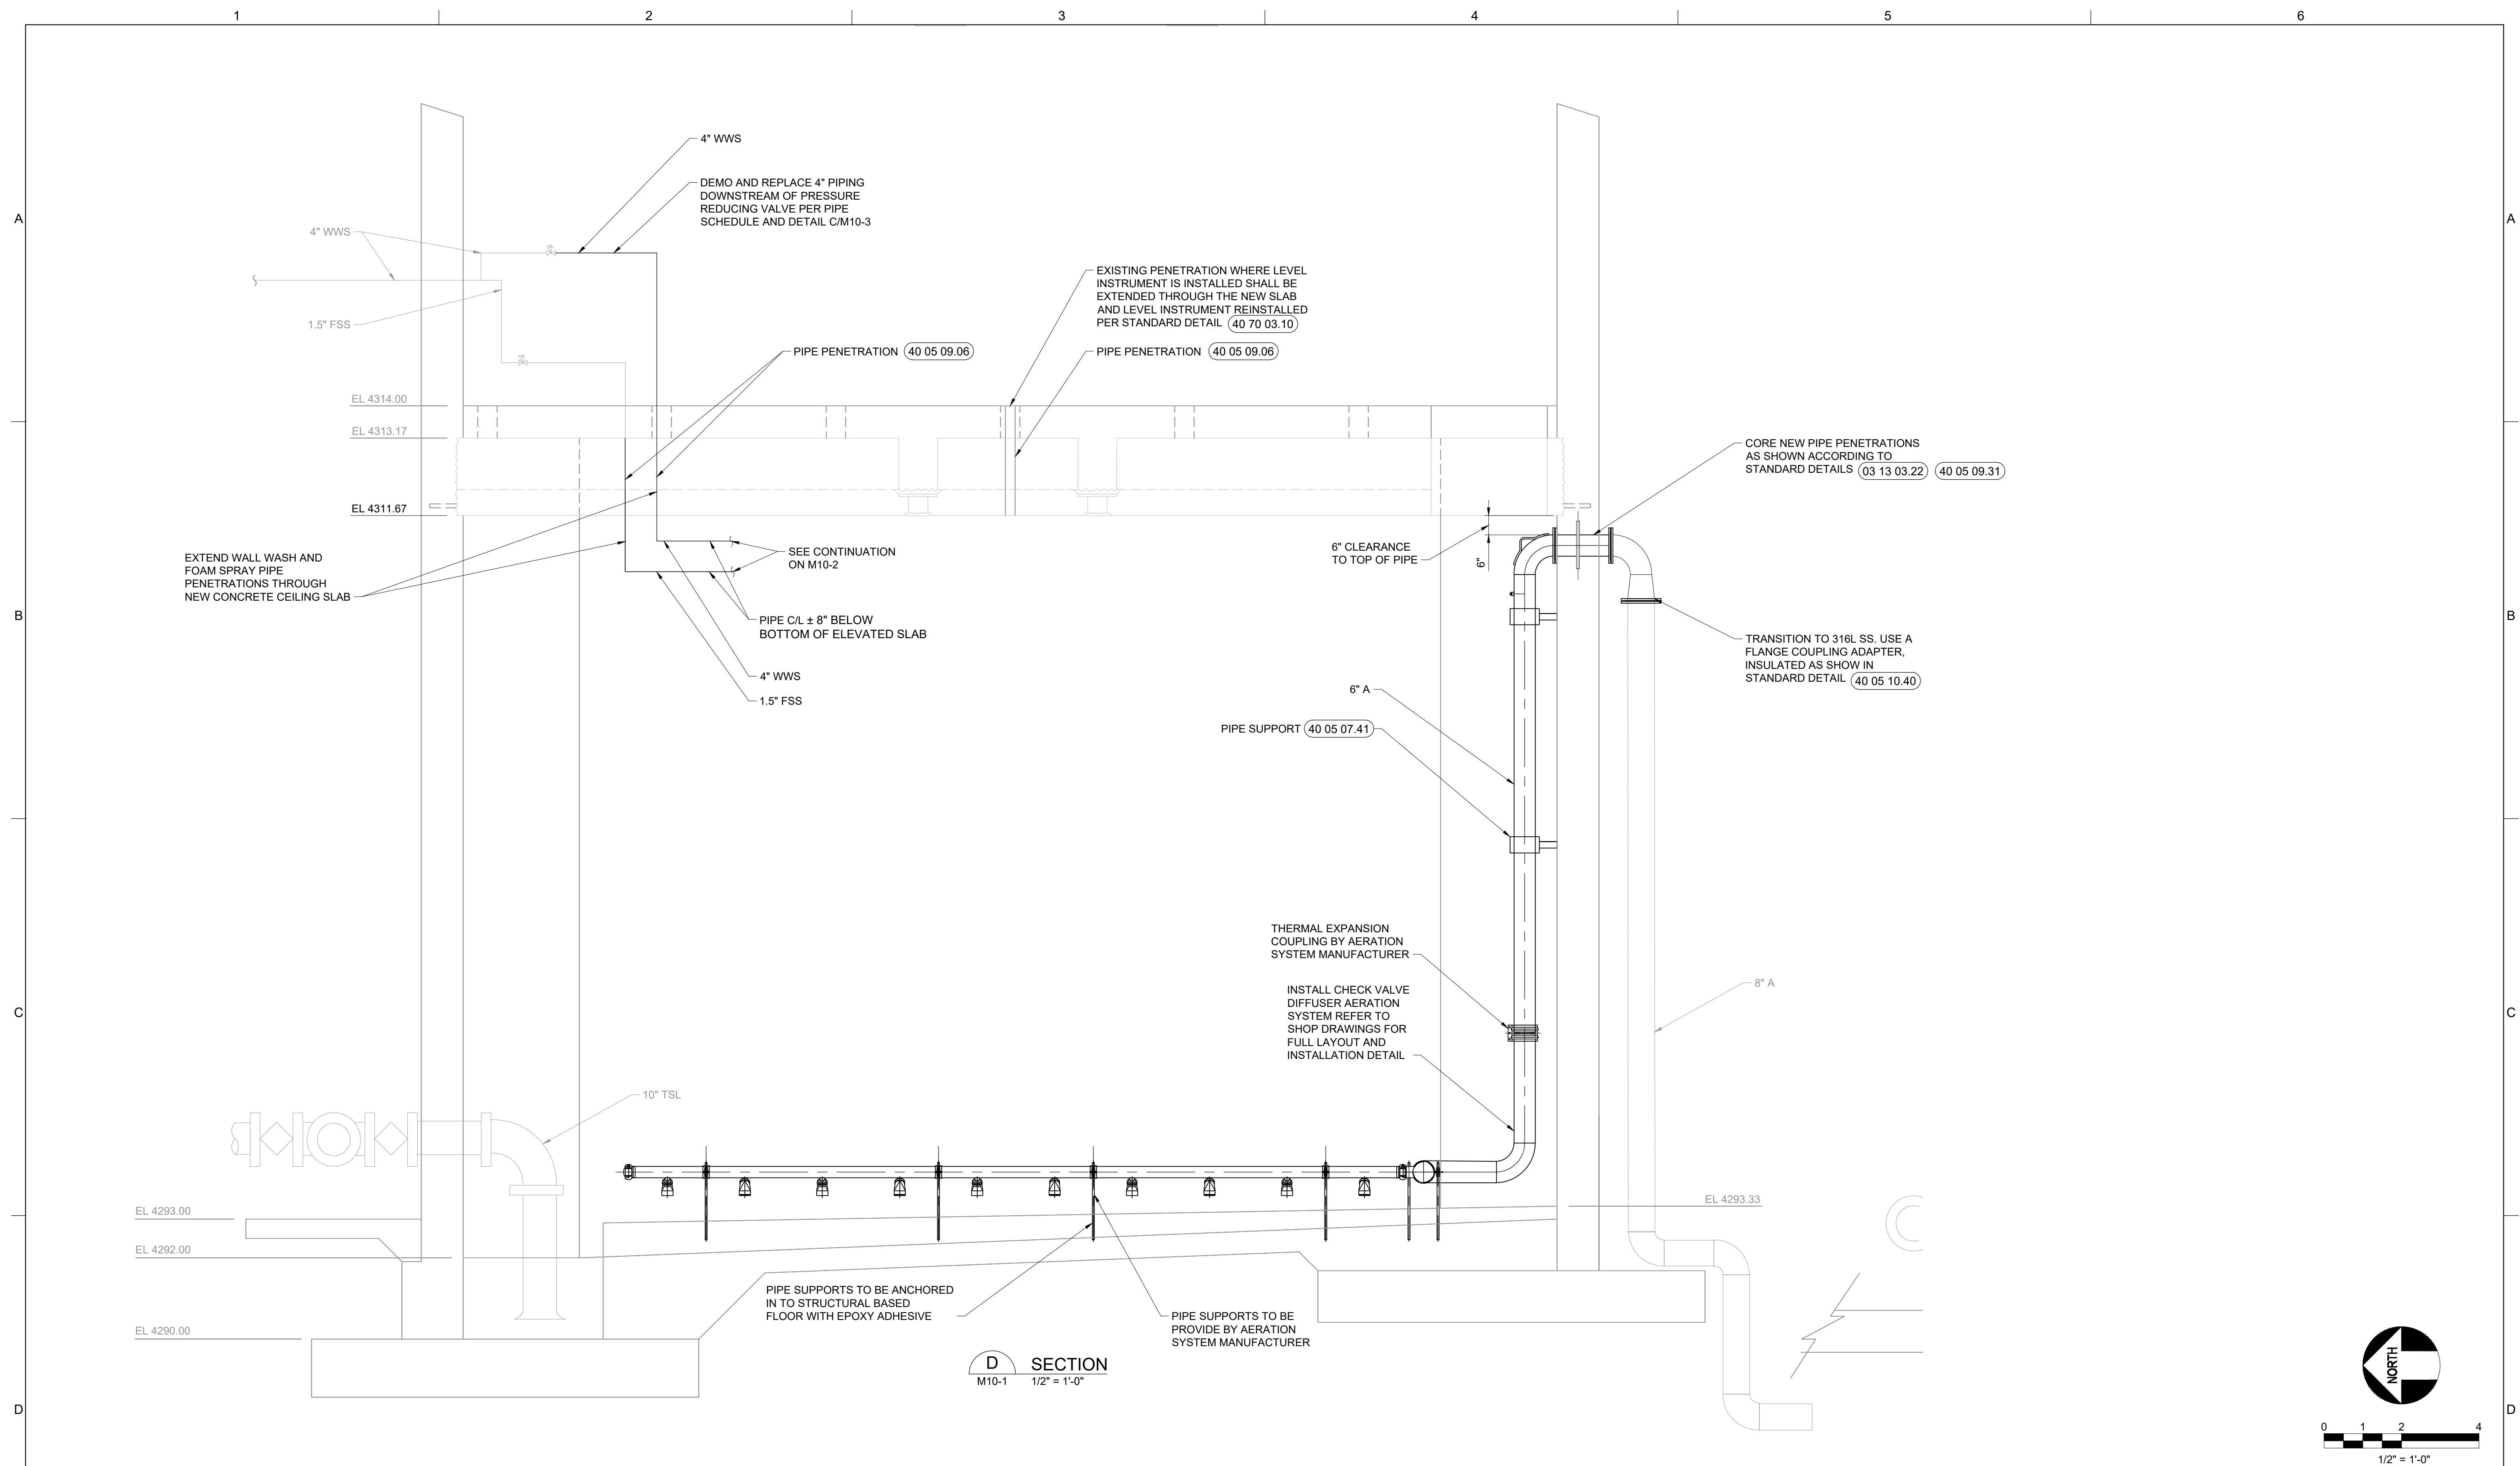 1 2 3 4 5 6
A
A
B
B
C
C
D
D
4" WWS
DEMO AND REPLACE 4" PIPING
DOWNSTREAM OF PRESSURE
REDUCING VALVE PER PIPE
SCHEDULE AND DETAIL C/M10-3
4" WWS
1.5" FSS
EXISTING PENETRATION WHERE LEVEL
INSTRUMENT IS INSTALLED SHALL BE
EXTENDED THROUGH THE NEW SLAB
AND LEVEL INSTRUMENT REINSTALLED
PER STANDARD DETAIL 40 70 03.10
PIPE PENETRATION 40 05 09.06
PIPE PENETRATION 40 05 09.06
EL 4314.00
EL 4313.17
EL 4311.67
CORE NEW PIPE PENETRATIONS
AS SHOWN ACCORDING TO
STANDARD DETAILS 03 13 03.22 40 05 09.31
EXTEND WALL WASH AND
FOAM SPRAY PIPE
PENETRATIONS THROUGH
NEW CONCRETE CEILING SLAB
SEE CONTINUATION
ON M10-2
6" CLEARANCE
TO TOP OF PIPE
6"
PIPE C/L ± 8" BELOW
BOTTOM OF ELEVATED SLAB
4" WWS
1.5" FSS
TRANSITION TO 316L SS. USE A
FLANGE COUPLING ADAPTER,
INSULATED AS SHOW IN
STANDARD DETAIL 40 05 10.40
6" A
PIPE SUPPORT 40 05 07.41
THERMAL EXPANSION
COUPLING BY AERATION
SYSTEM MANUFACTURER
INSTALL CHECK VALVE
DIFFUSER AERATION
SYSTEM REFER TO
SHOP DRAWINGS FOR
FULL LAYOUT AND
INSTALLATION DETAIL
8" A
10" TSL
EL 4293.00
EL 4292.00
EL 4290.00
EL 4293.33
PIPE SUPPORTS TO BE ANCHORED
IN TO STRUCTURAL BASED
FLOOR WITH EPOXY ADHESIVE
PIPE SUPPORTS TO BE
PROVIDE BY AERATION
SYSTEM MANUFACTURER
D SECTION
M10-1 1/2" = 1'-0"
NORTH
0 1 2 4
1/2" = 1'-0"